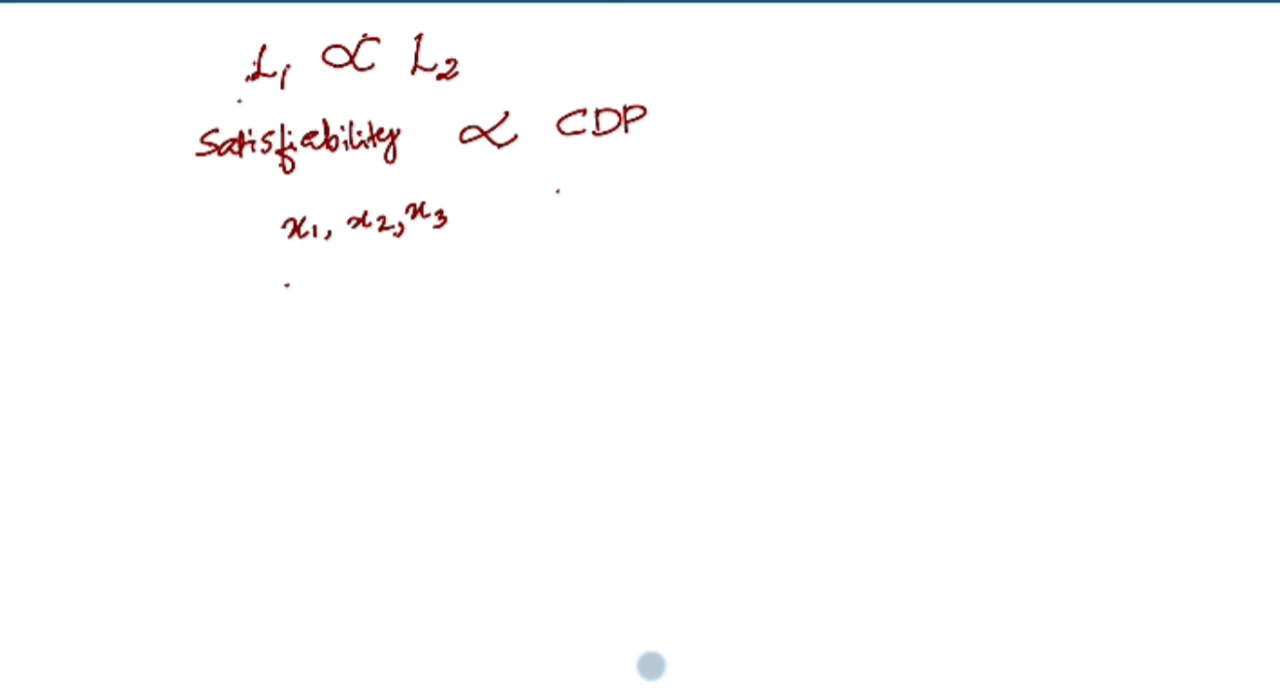 L₁ ∝ L₂
Satisfiability ∝ CDP
x₁, x₂, x₃